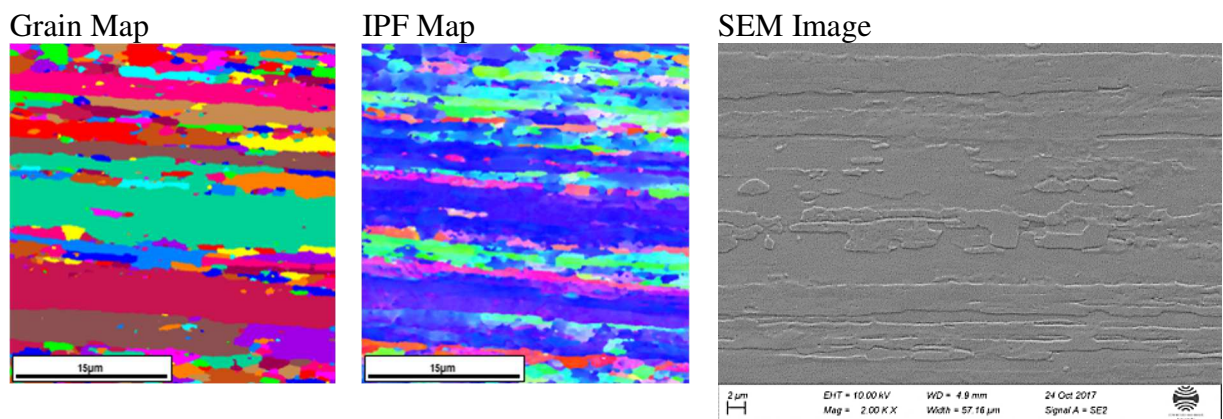 Grain Map
IPF Map
SEM Image
15µm
15µm
2 µm
EHT = 10.00 kV
WD = 4.9 mm
24 Oct 2017
Mag = 2.00 K X
Width = 57.16 µm
Signal A = SE2